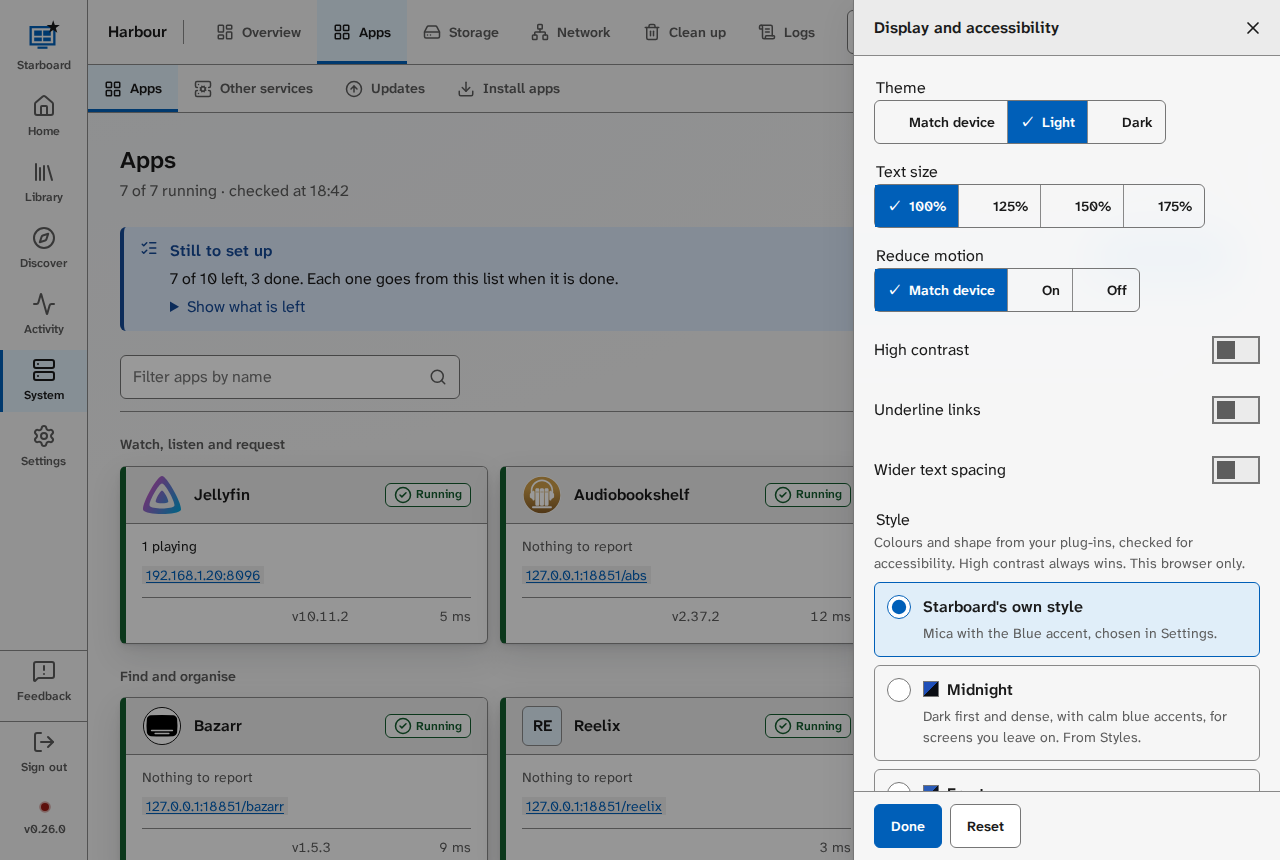 Starboard
Home
Library
Discover
Activity
System
Settings
Feedback
Sign out
v0.26.0
Harbour
Overview
Apps
Storage
Network
Clean up
Logs
Apps
Other services
Updates
Install apps
Apps
7 of 7 running · checked at 18:42
Still to set up
7 of 10 left, 3 done. Each one goes from this list when it is done.
Show what is left
Filter apps by name
Watch, listen and request
Jellyfin
Running
1 playing
192.168.1.20:8096
v10.11.2
5 ms
Audiobookshelf
Running
Nothing to report
127.0.0.1:18851/abs
v2.37.2
12 ms
Find and organise
Bazarr
Running
Nothing to report
127.0.0.1:18851/bazarr
v1.5.3
9 ms
RE
Reelix
Running
Nothing to report
127.0.0.1:18851/reelix
3 ms
Display and accessibility
Theme
Match device
✓ Light
Dark
Text size
✓ 100%
125%
150%
175%
Reduce motion
✓ Match device
On
Off
High contrast
Underline links
Wider text spacing
Style
Colours and shape from your plug-ins, checked for
accessibility. High contrast always wins. This browser only.
Starboard's own style
Mica with the Blue accent, chosen in Settings.
Midnight
Dark first and dense, with calm blue accents, for
screens you leave on. From Styles.
Done
Reset